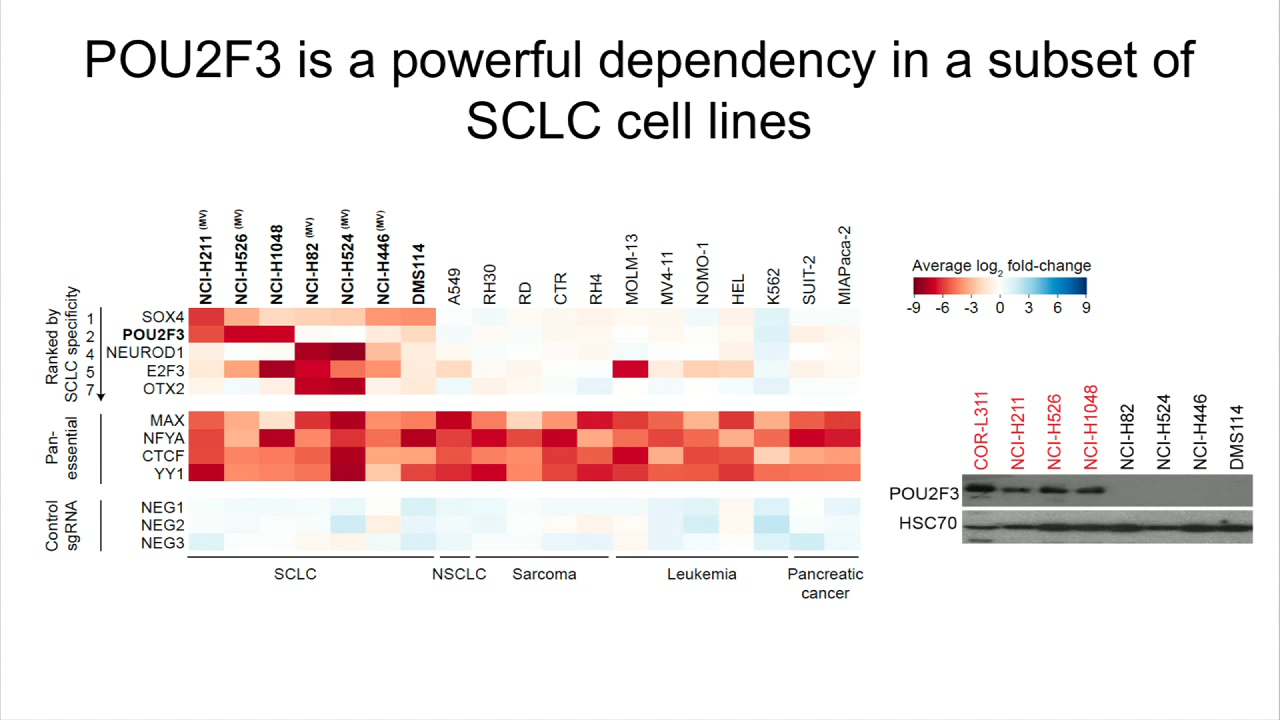 POU2F3 is a powerful dependency in a subset of
SCLC cell lines
NCI-H211 (MV)
NCI-H526 (MV)
NCI-H1048
NCI-H82 (MV)
NCI-H524 (MV)
NCI-H446 (MV)
DMS114
A549
RH30
RD
CTR
RH4
MOLM-13
MV4-11
NOMO-1
HEL
K562
SUIT-2
MIAPaca-2
Ranked by
SCLC specificity
1 SOX4
2 POU2F3
4 NEUROD1
5 E2F3
7 OTX2
Pan-
essential
MAX
NFYA
CTCF
YY1
Control
sgRNA
NEG1
NEG2
NEG3
SCLC
NSCLC
Sarcoma
Leukemia
Pancreatic
cancer
Average log2 fold-change
-9 -6 -3 0 3 6 9
COR-L311
NCI-H211
NCI-H526
NCI-H1048
NCI-H82
NCI-H524
NCI-H446
DMS114
POU2F3
HSC70